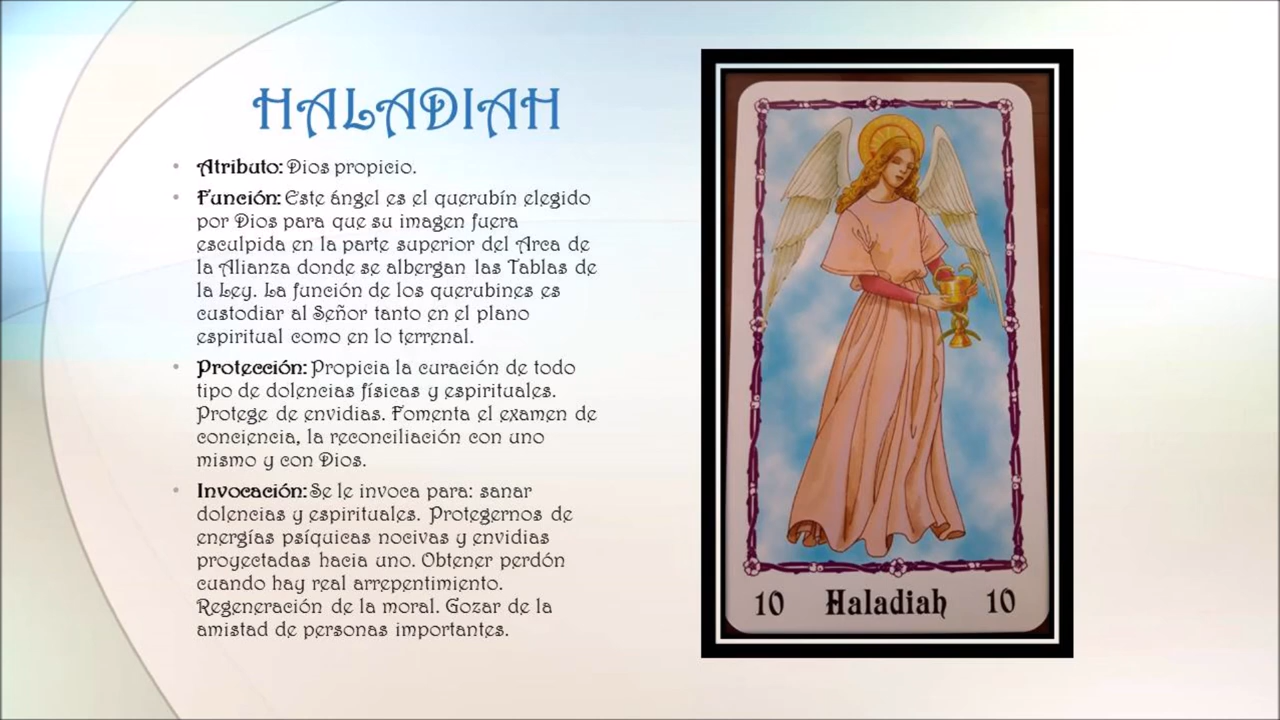 HALADIAH
• Atributo: Dios propicio.
• Función: Este ángel es el querubín elegido
por Dios para que su imagen fuera
esculpida en la parte superior del Arca de
la Alianza donde se albergan las Tablas de
la Ley. La función de los querubines es
custodiar al Señor tanto en el plano
espiritual como en lo terrenal.
• Protección: Propicia la curación de todo
tipo de dolencias físicas y espirituales.
Protege de envidias. Fomenta el examen de
conciencia, la reconciliación con uno
mismo y con Dios.
• Invocación: Se le invoca para: sanar
dolencias y espirituales. Protegernos de
energías psíquicas nocivas y envidias
proyectadas hacia uno. Obtener perdón
cuando hay real arrepentimiento.
Regeneración de la moral. Gozar de la
amistad de personas importantes.
10 Haladiah 10